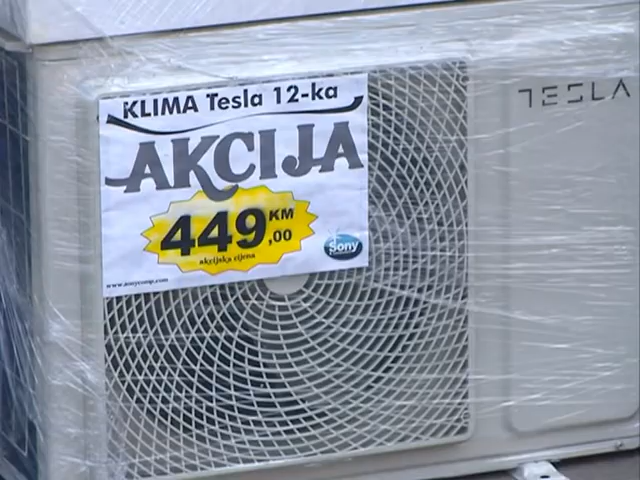 KLIMA Tesla 12-ka
AKCIJA
449,00 KM
akcijska cijena
Sony
www.sonycomp.com
TESLA